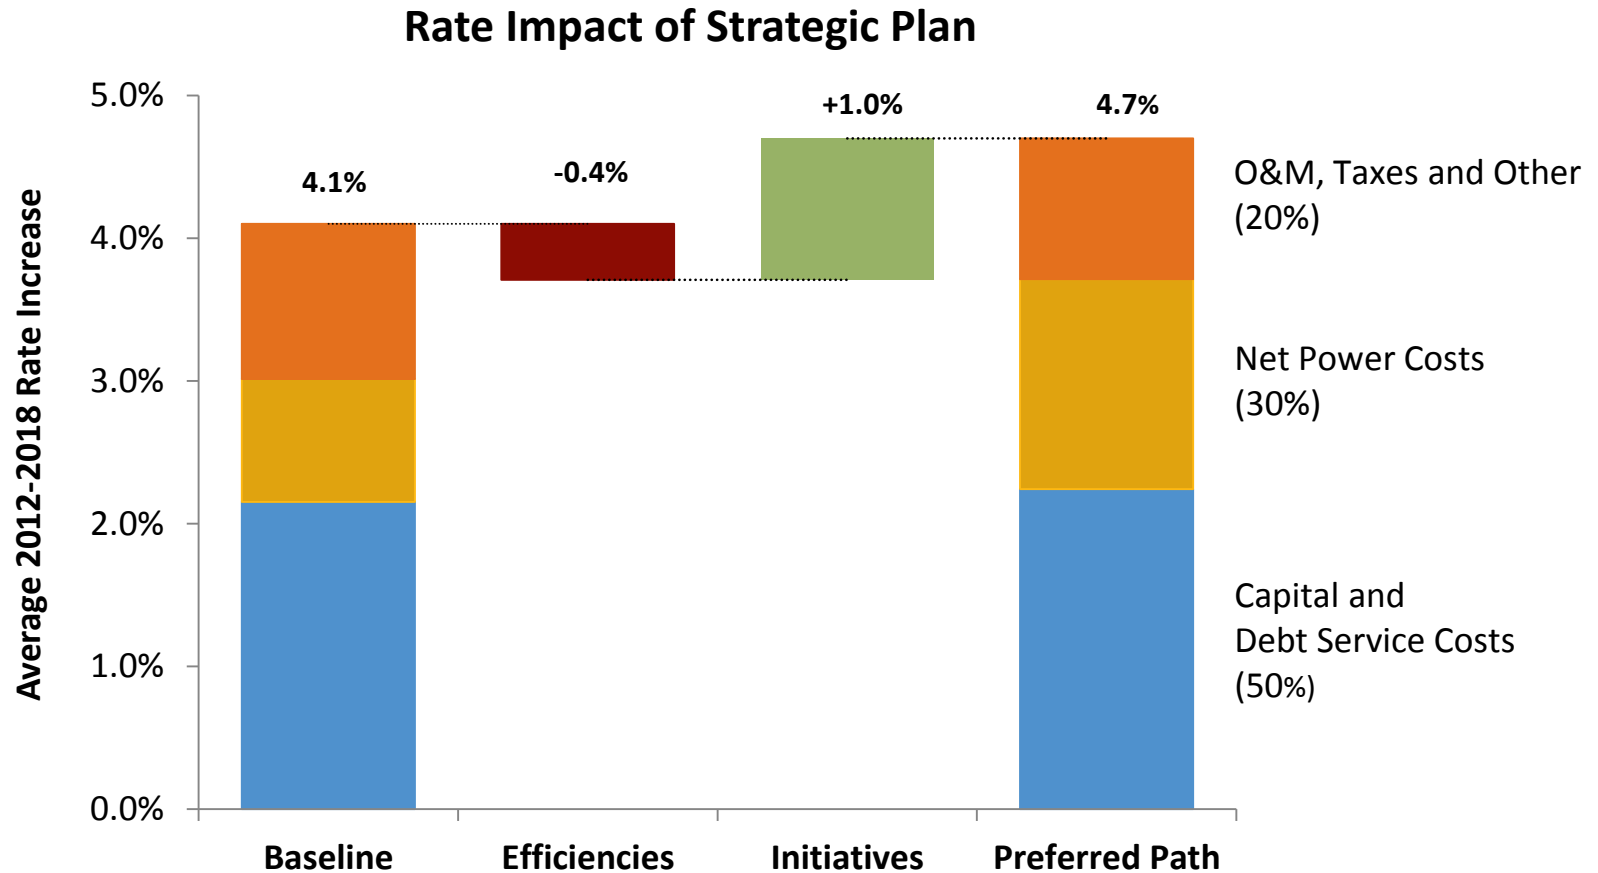 Rate Impact of Strategic Plan
Average 2012-2018 Rate Increase
5.0%
4.0%
3.0%
2.0%
1.0%
0.0%
4.1%
-0.4%
+1.0%
4.7%
O&M, Taxes and Other
(20%)
Net Power Costs
(30%)
Capital and
Debt Service Costs
(50%)
Baseline
Efficiencies
Initiatives
Preferred Path